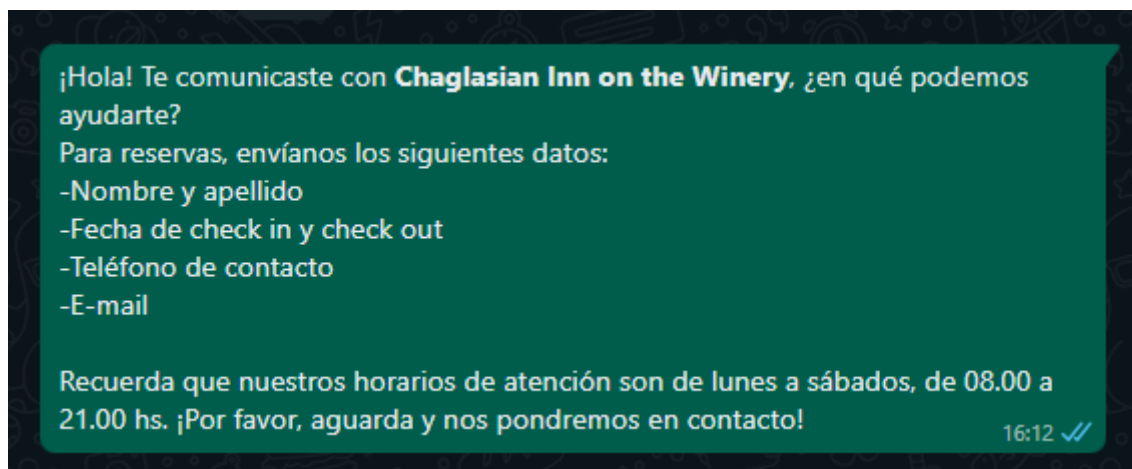 ¡Hola! Te comunicaste con Chaglasian Inn on the Winery, ¿en qué podemos
ayudarte?
Para reservas, envíanos los siguientes datos:
-Nombre y apellido
-Fecha de check in y check out
-Teléfono de contacto
-E-mail
Recuerda que nuestros horarios de atención son de lunes a sábados, de 08.00 a
21.00 hs. ¡Por favor, aguarda y nos pondremos en contacto!
16:12